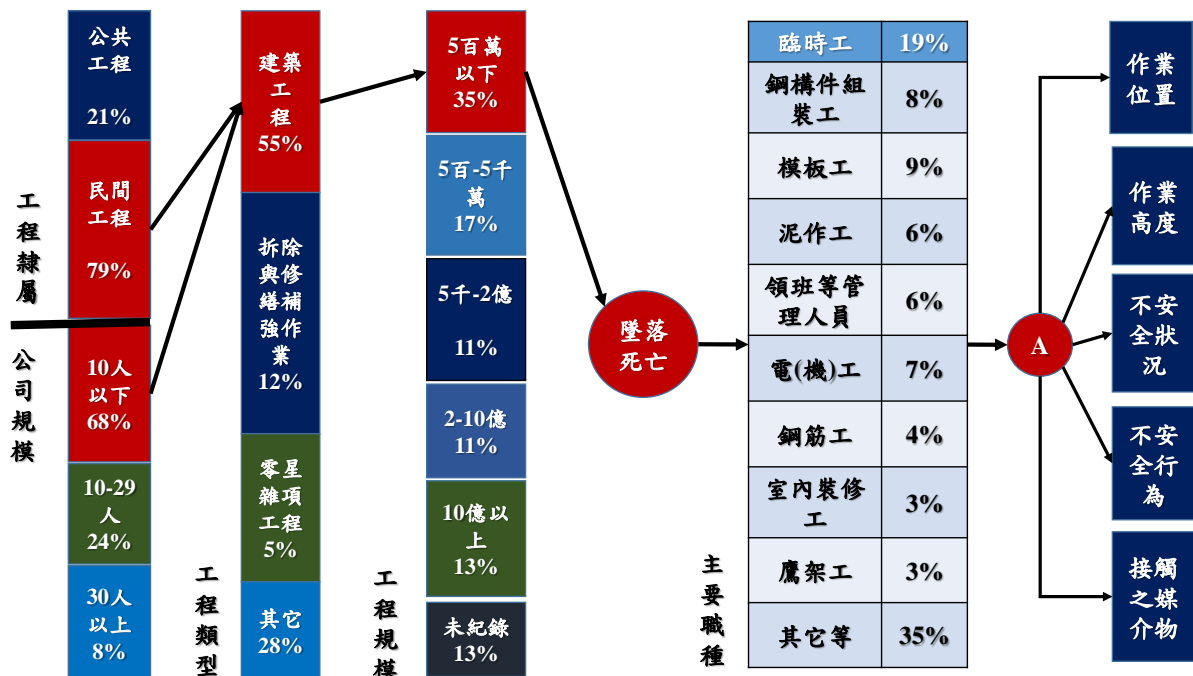 公共
工程
21%
民間
工程
79%
工程隸屬
10人
以下
68%
10-29
人
24%
30人
以上
8%
公司規模
建築
工
程
55%
拆除
與修
繕補
強作
業
12%
零星
雜項
工程
5%
其它
28%
工程類型
5百萬
以下
35%
5百-5千
萬
17%
5千-2億
11%
2-10億
11%
10億以
上
13%
未紀錄
13%
工程規模
墜落
死亡
主要職種
臨時工 19%
鋼構件組
裝工 8%
模板工 9%
泥作工 6%
領班等管
理人員 6%
電(機)工 7%
鋼筋工 4%
室內裝修
工 3%
鷹架工 3%
其它等 35%
A
作業
位置
作業
高度
不安
全狀
況
不安
全行
為
接觸
之媒
介物